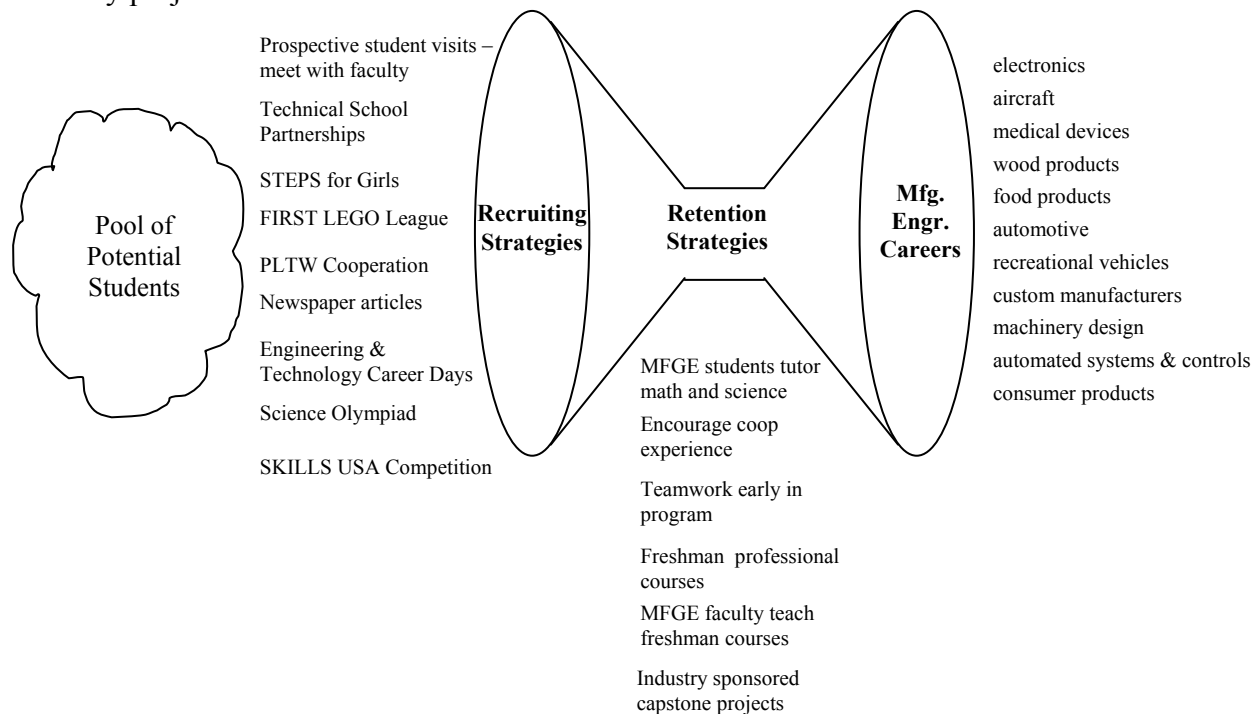 Pool of
Potential
Students
Prospective student visits –
meet with faculty
Technical School
Partnerships
STEPS for Girls
FIRST LEGO League
PLTW Cooperation
Newspaper articles
Engineering &
Technology Career Days
Science Olympiad
SKILLS USA Competition
Recruiting
Strategies
Retention
Strategies
MFGE students tutor
math and science
Encourage coop
experience
Teamwork early in
program
Freshman professional
courses
MFGE faculty teach
freshman courses
Industry sponsored
capstone projects
Mfg.
Engr.
Careers
electronics
aircraft
medical devices
wood products
food products
automotive
recreational vehicles
custom manufacturers
machinery design
automated systems & controls
consumer products